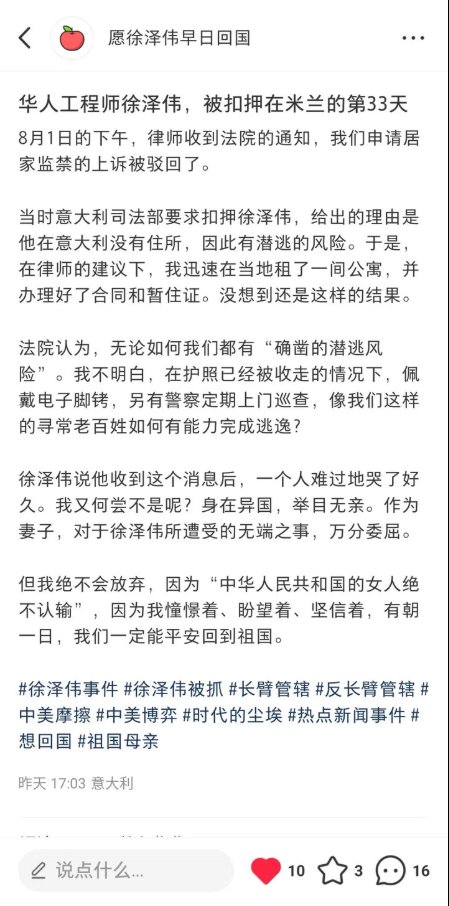 愿徐泽伟早日回国
华人工程师徐泽伟，被扣押在米兰的第33天
8月1日的下午，律师收到法院的通知，我们申请居
家监禁的上诉被驳回了。
当时意大利司法部要求扣押徐泽伟，给出的理由是
他在意大利没有住所，因此有潜逃的风险。于是，
在律师的建议下，我迅速在当地租了一间公寓，并
办理好了合同和暂住证。没想到还是这样的结果。
法院认为，无论如何我们都有“确凿的潜逃风
险”。我不明白，在护照已经被收走的情况下，佩
戴电子脚铐，另有警察定期上门巡查，像我们这样
的寻常老百姓如何有能力完成逃逸？
徐泽伟说他收到这个消息后，一个人难过地哭了好
久。我又何尝不是呢？身在异国，举目无亲。作为
妻子，对于徐泽伟所遭受的无端之事，万分委屈。
但我绝不会放弃，因为“中华人民共和国的女人绝
不认输”，因为我憧憬着、盼望着、坚信着，有朝
一日，我们一定能平安回到祖国。
#徐泽伟事件 #徐泽伟被抓 #长臂管辖 #反长臂管辖 #
中美摩擦 #中美博弈 #时代的尘埃 #热点新闻事件 #
想回国 #祖国母亲
昨天 17:03 意大利
说点什么...
10
3
16